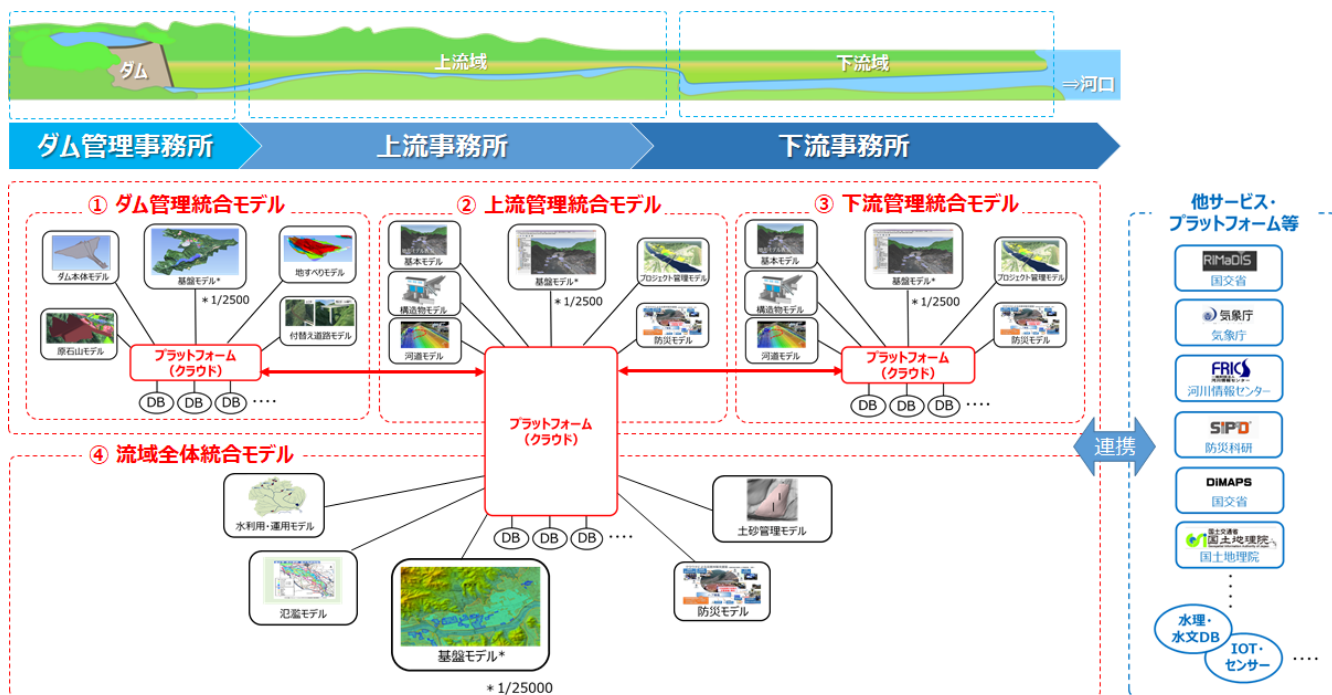 ダム
上流域
下流域
⇒河口
ダム管理事務所
上流事務所
下流事務所
① ダム管理統合モデル
ダム本体モデル
基盤モデル*
地すべりモデル
*1/2500
原石山モデル
付替え道路モデル
プラットフォーム
(クラウド)
DB
DB
DB
‥‥
② 上流管理統合モデル
基本モデル
基盤モデル*
プロジェクト管理モデル
*1/2500
構造物モデル
河道モデル
防災モデル
プラットフォーム
(クラウド)
③ 下流管理統合モデル
基本モデル
基盤モデル*
プロジェクト管理モデル
*1/2500
構造物モデル
河道モデル
防災モデル
プラットフォーム
(クラウド)
DB
DB
DB
‥‥
④ 流域全体統合モデル
水利用・運用モデル
氾濫モデル
基盤モデル*
*1/25000
DB
DB
DB
‥‥
土砂管理モデル
防災モデル
連携
他サービス・
プラットフォーム等
RiMaDIS
国交省
気象庁
気象庁
FRICS
河川情報センター
河川情報センター
SIP4D
防災科研
DiMAPS
国交省
国土交通省
国土地理院
国土地理院
水理・
水文DB
IOT・
センサー
‥‥